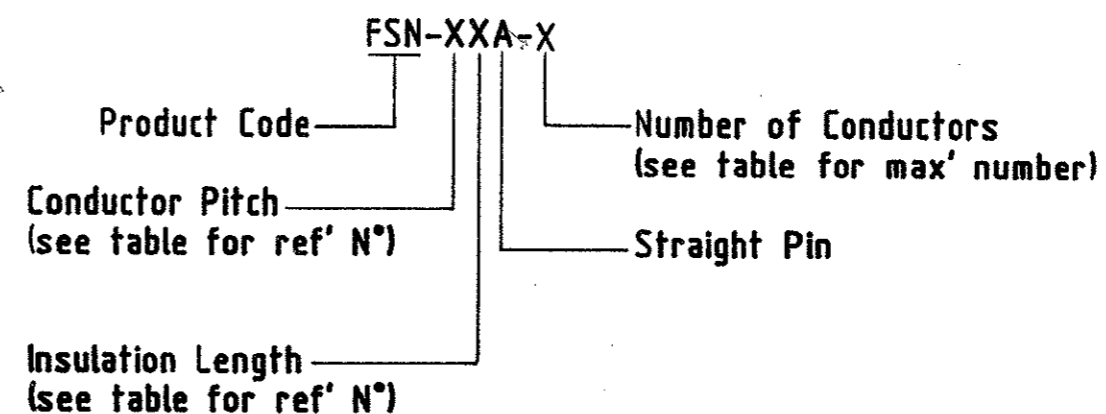 FSN-XXA-X
Product Code
Number of Conductors
(see table for max' number)
Conductor Pitch
(see table for ref' N°)
Straight Pin
Insulation Length
(see table for ref' N°)